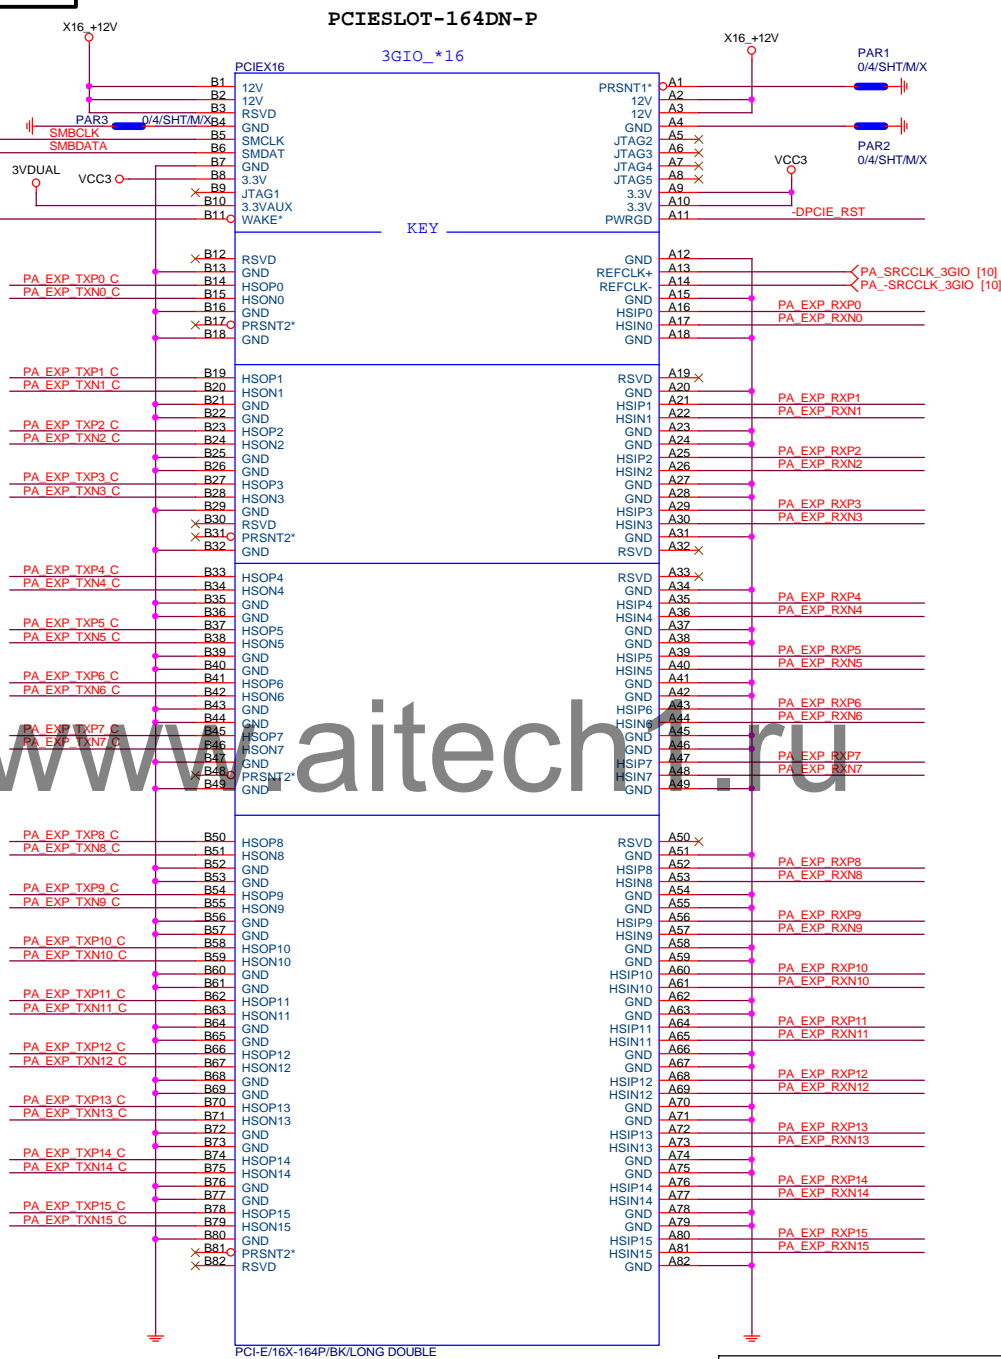 PCIESLOT-164DN-P
X16_+12V
3GIO_*16
X16_+12V
PCIEX16
PAR1
0/4/SHT/M/X
B1 12V PRSNT1* A1
B2 12V 12V A2
B3 RSVD 12V A3
PAR3 0/4/SHT/M/X B4 GND GND A4
SMBCLK B5 SMCLK JTAG2 A5
PAR2
0/4/SHT/M/X
SMBDATA B6 SMDAT JTAG3 A6
B7 GND JTAG4 A7
3VDUAL VCC3 B8 3.3V JTAG5 A8 VCC3
B9 JTAG1 3.3V A9
B10 3.3VAUX 3.3V A10
B11 WAKE* PWRGD A11 -DPCIE_RST
KEY
B12 RSVD GND A12
B13 GND REFCLK+ A13 PA_SRCCLK_3GIO [10]
PA_EXP_TXP0_C B14 HSOP0 REFCLK- A14 PA_-SRCCLK_3GIO [10]
PA_EXP_TXN0_C B15 HSON0 GND A15
B16 GND HSIP0 A16 PA_EXP_RXP0
B17 PRSNT2* HSIN0 A17 PA_EXP_RXN0
B18 GND GND A18
PA_EXP_TXP1_C B19 HSOP1 RSVD A19
PA_EXP_TXN1_C B20 HSON1 GND A20
B21 GND HSIP1 A21 PA_EXP_RXP1
B22 GND HSIN1 A22 PA_EXP_RXN1
PA_EXP_TXP2_C B23 HSOP2 GND A23
PA_EXP_TXN2_C B24 HSON2 GND A24
B25 GND HSIP2 A25 PA_EXP_RXP2
B26 GND HSIN2 A26 PA_EXP_RXN2
PA_EXP_TXP3_C B27 HSOP3 GND A27
PA_EXP_TXN3_C B28 HSON3 GND A28
B29 GND HSIP3 A29 PA_EXP_RXP3
B30 RSVD HSIN3 A30 PA_EXP_RXN3
B31 PRSNT2* GND A31
B32 GND RSVD A32
PA_EXP_TXP4_C B33 HSOP4 RSVD A33
PA_EXP_TXN4_C B34 HSON4 GND A34
B35 GND HSIP4 A35 PA_EXP_RXP4
B36 GND HSIN4 A36 PA_EXP_RXN4
PA_EXP_TXP5_C B37 HSOP5 GND A37
PA_EXP_TXN5_C B38 HSON5 GND A38
B39 GND HSIP5 A39 PA_EXP_RXP5
B40 GND HSIN5 A40 PA_EXP_RXN5
PA_EXP_TXP6_C B41 HSOP6 GND A41
PA_EXP_TXN6_C B42 HSON6 GND A42
B43 GND HSIP6 A43 PA_EXP_RXP6
B44 GND HSIN6 A44 PA_EXP_RXN6
PA_EXP_TXP7_C B45 HSOP7 GND A45
PA_EXP_TXN7_C B46 HSON7 GND A46
B47 GND HSIP7 A47 PA_EXP_RXP7
B48 PRSNT2* HSIN7 A48 PA_EXP_RXN7
B49 GND GND A49
www.aitech1.ru
PA_EXP_TXP8_C B50 HSOP8 RSVD A50
PA_EXP_TXN8_C B51 HSON8 GND A51
B52 GND HSIP8 A52 PA_EXP_RXP8
B53 GND HSIN8 A53 PA_EXP_RXN8
PA_EXP_TXP9_C B54 HSOP9 GND A54
PA_EXP_TXN9_C B55 HSON9 GND A55
B56 GND HSIP9 A56 PA_EXP_RXP9
B57 GND HSIN9 A57 PA_EXP_RXN9
PA_EXP_TXP10_C B58 HSOP10 GND A58
PA_EXP_TXN10_C B59 HSON10 GND A59
B60 GND HSIP10 A60 PA_EXP_RXP10
B61 GND HSIN10 A61 PA_EXP_RXN10
PA_EXP_TXP11_C B62 HSOP11 GND A62
PA_EXP_TXN11_C B63 HSON11 GND A63
B64 GND HSIP11 A64 PA_EXP_RXP11
B65 GND HSIN11 A65 PA_EXP_RXN11
PA_EXP_TXP12_C B66 HSOP12 GND A66
PA_EXP_TXN12_C B67 HSON12 GND A67
B68 GND HSIP12 A68 PA_EXP_RXP12
B69 GND HSIN12 A69 PA_EXP_RXN12
PA_EXP_TXP13_C B70 HSOP13 GND A70
PA_EXP_TXN13_C B71 HSON13 GND A71
B72 GND HSIP13 A72 PA_EXP_RXP13
B73 GND HSIN13 A73 PA_EXP_RXN13
PA_EXP_TXP14_C B74 HSOP14 GND A74
PA_EXP_TXN14_C B75 HSON14 GND A75
B76 GND HSIP14 A76 PA_EXP_RXP14
B77 GND HSIN14 A77 PA_EXP_RXN14
PA_EXP_TXP15_C B78 HSOP15 GND A78
PA_EXP_TXN15_C B79 HSON15 GND A79
B80 GND HSIP15 A80 PA_EXP_RXP15
B81 PRSNT2* HSIN15 A81 PA_EXP_RXN15
B82 RSVD GND A82
PCI-E/16X-164P/BK/LONG DOUBLE